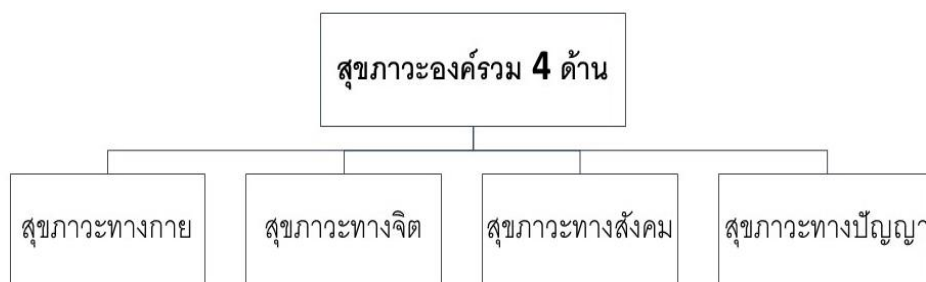 สุขภาวะองค์รวม 4 ด้าน
สุขภาวะทางกาย
สุขภาวะทางจิต
สุขภาวะทางสังคม
สุขภาวะทางปัญญา